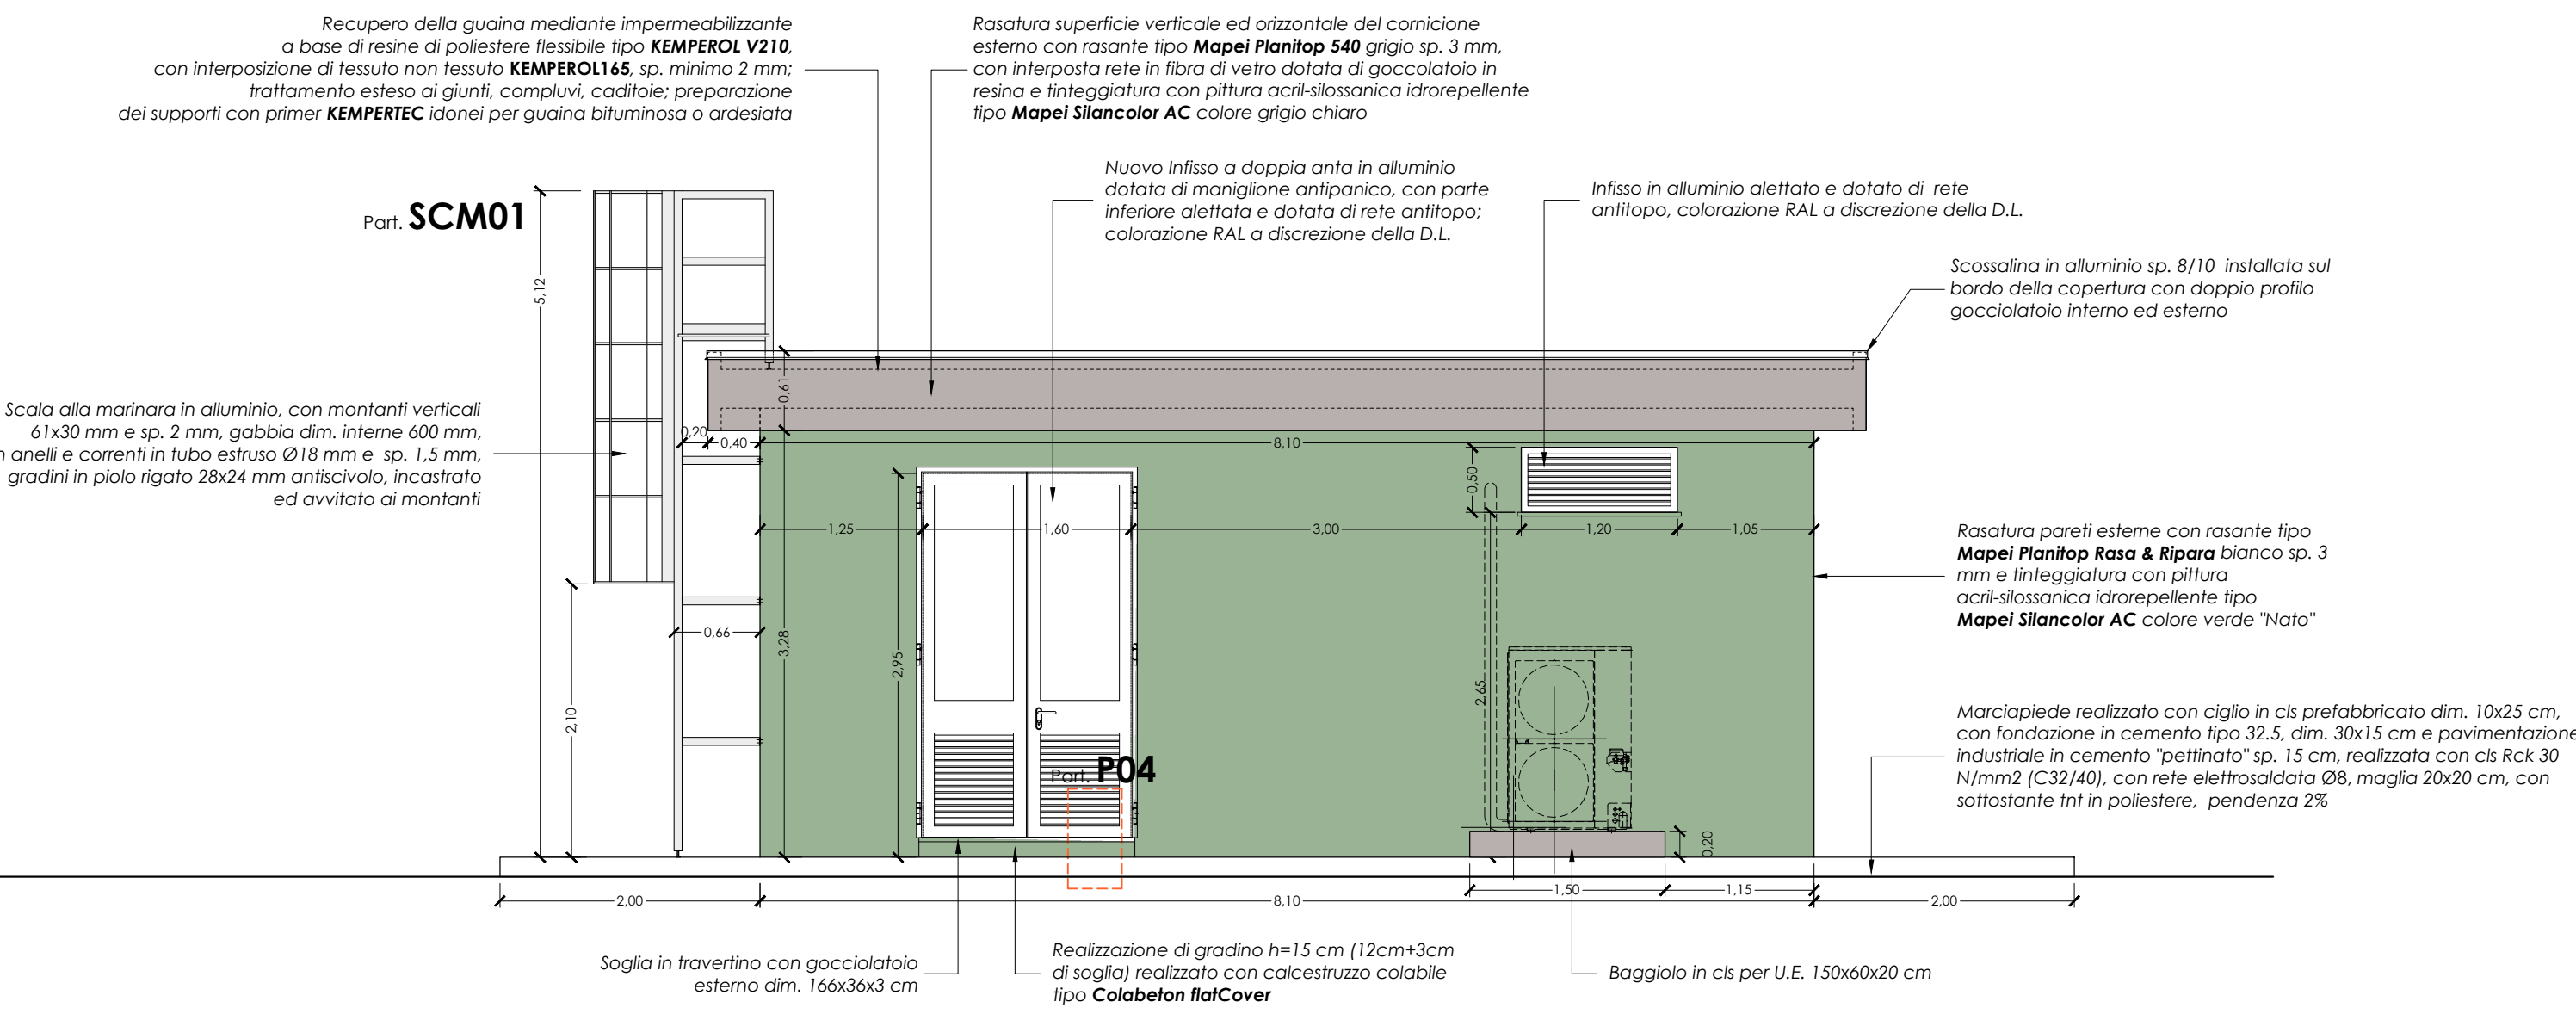 Recupero della guaina mediante impermeabilizzante
a base di resine di poliestere flessibile tipo KEMPEROL V210,
con interposizione di tessuto non tessuto KEMPEROL165, sp. minimo 2 mm;
trattamento esteso ai giunti, compluvi, caditoie; preparazione
dei supporti con primer KEMPERTEC idonei per guaina bituminosa o ardesiata
Rasatura superficie verticale ed orizzontale del cornicione
esterno con rasante tipo Mapei Planitop 540 grigio sp. 3 mm,
con interposta rete in fibra di vetro dotata di goccolatoio in
resina e tinteggiatura con pittura acril-silossanica idrorepellente
tipo Mapei Silancolor AC colore grigio chiaro
Nuovo Infisso a doppia anta in alluminio
dotata di maniglione antipanico, con parte
inferiore alettata e dotata di rete antitopo;
colorazione RAL a discrezione della D.L.
Infisso in alluminio alettato e dotato di rete
antitopo, colorazione RAL a discrezione della D.L.
Part. SCM01
Scossalina in alluminio sp. 8/10 installata sul
bordo della copertura con doppio profilo
gocciolatoio interno ed esterno
5,12
0,61
Scala alla marinara in alluminio, con montanti verticali
61x30 mm e sp. 2 mm, gabbia dim. interne 600 mm,
anelli e correnti in tubo estruso Ø18 mm e sp. 1,5 mm,
gradini in piolo rigato 28x24 mm antiscivolo, incastrato
ed avvitato ai montanti
0,20
0,40
8,10
0,50
1,25
1,60
3,00
1,20
1,05
Rasatura pareti esterne con rasante tipo
Mapei Planitop Rasa & Ripara bianco sp. 3
mm e tinteggiatura con pittura
acril-silossanica idrorepellente tipo
Mapei Silancolor AC colore verde "Nato"
0,66
3,28
2,95
2,65
2,10
Part. P04
0,20
Marciapiede realizzato con ciglio in cls prefabbricato dim. 10x25 cm,
con fondazione in cemento tipo 32.5, dim. 30x15 cm e pavimentazione
industriale in cemento "pettinato" sp. 15 cm, realizzata con cls Rck 30
N/mm2 (C32/40), con rete elettrosaldata Ø8, maglia 20x20 cm, con
sottostante tnt in poliestere, pendenza 2%
1,50
1,15
2,00
8,10
2,00
Soglia in travertino con gocciolatoio
esterno dim. 166x36x3 cm
Realizzazione di gradino h=15 cm (12cm+3cm
di soglia) realizzato con calcestruzzo colabile
tipo Colabeton flatCover
Baggiolo in cls per U.E. 150x60x20 cm